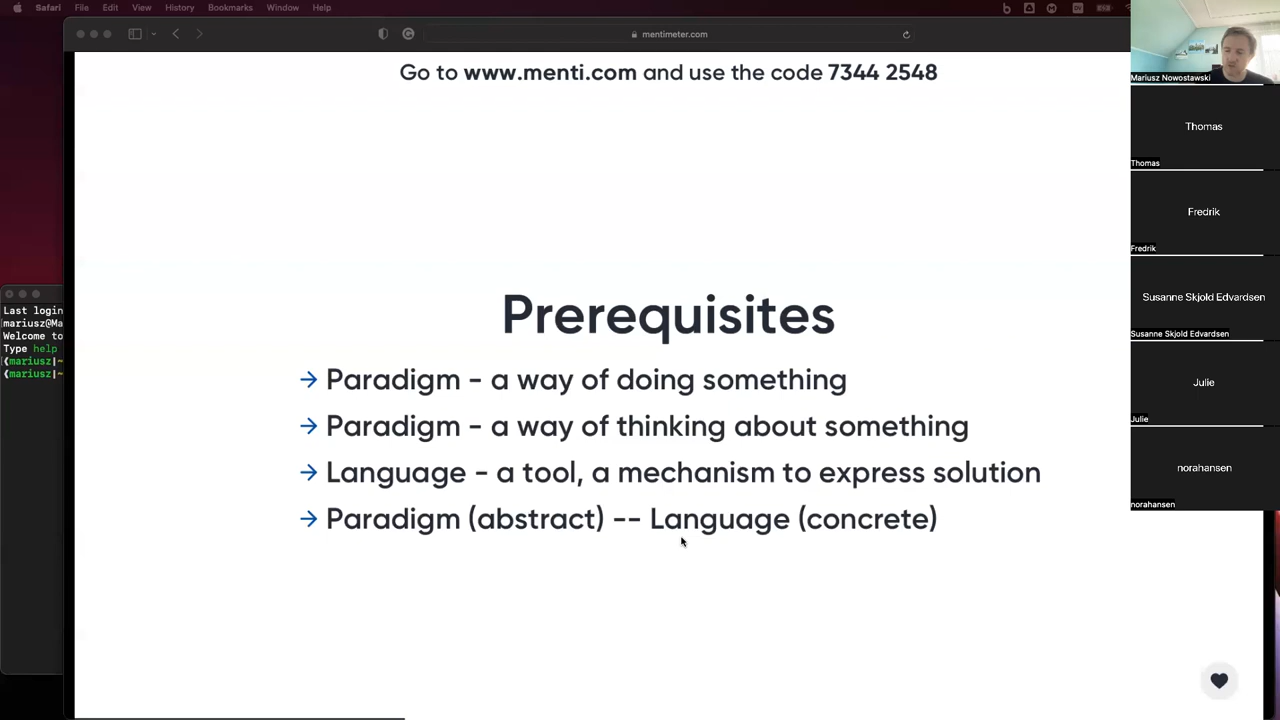 Safari File Edit View History Bookmarks Window Help
mentimeter.com
Go to www.menti.com and use the code 7344 2548
Prerequisites
→ Paradigm - a way of doing something
→ Paradigm - a way of thinking about something
→ Language - a tool, a mechanism to express solution
→ Paradigm (abstract) -- Language (concrete)
Last login
mariusz@Ma
Welcome to
Type help
(mariusz|~
(mariusz|~
Mariusz Nowostawski
Thomas
Thomas
Fredrik
Fredrik
Susanne Skjold Edvardsen
Susanne Skjold Edvardsen
Julie
Julie
norahansen
norahansen